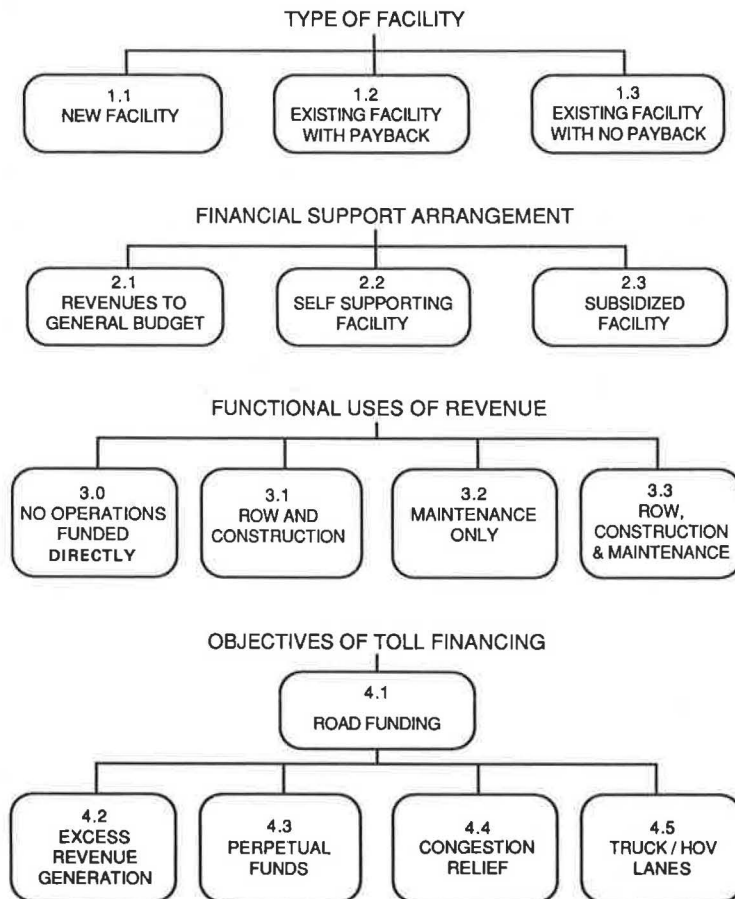 TYPE OF FACILITY
1.1
NEW FACILITY
1.2
EXISTING FACILITY
WITH PAYBACK
1.3
EXISTING FACILITY
WITH NO PAYBACK
FINANCIAL SUPPORT ARRANGEMENT
2.1
REVENUES TO
GENERAL BUDGET
2.2
SELF SUPPORTING
FACILITY
2.3
SUBSIDIZED
FACILITY
FUNCTIONAL USES OF REVENUE
3.0
NO OPERATIONS
FUNDED
DIRECTLY
3.1
ROW AND
CONSTRUCTION
3.2
MAINTENANCE
ONLY
3.3
ROW,
CONSTRUCTION
& MAINTENANCE
OBJECTIVES OF TOLL FINANCING
4.1
ROAD FUNDING
4.2
EXCESS
REVENUE
GENERATION
4.3
PERPETUAL
FUNDS
4.4
CONGESTION
RELIEF
4.5
TRUCK / HOV
LANES